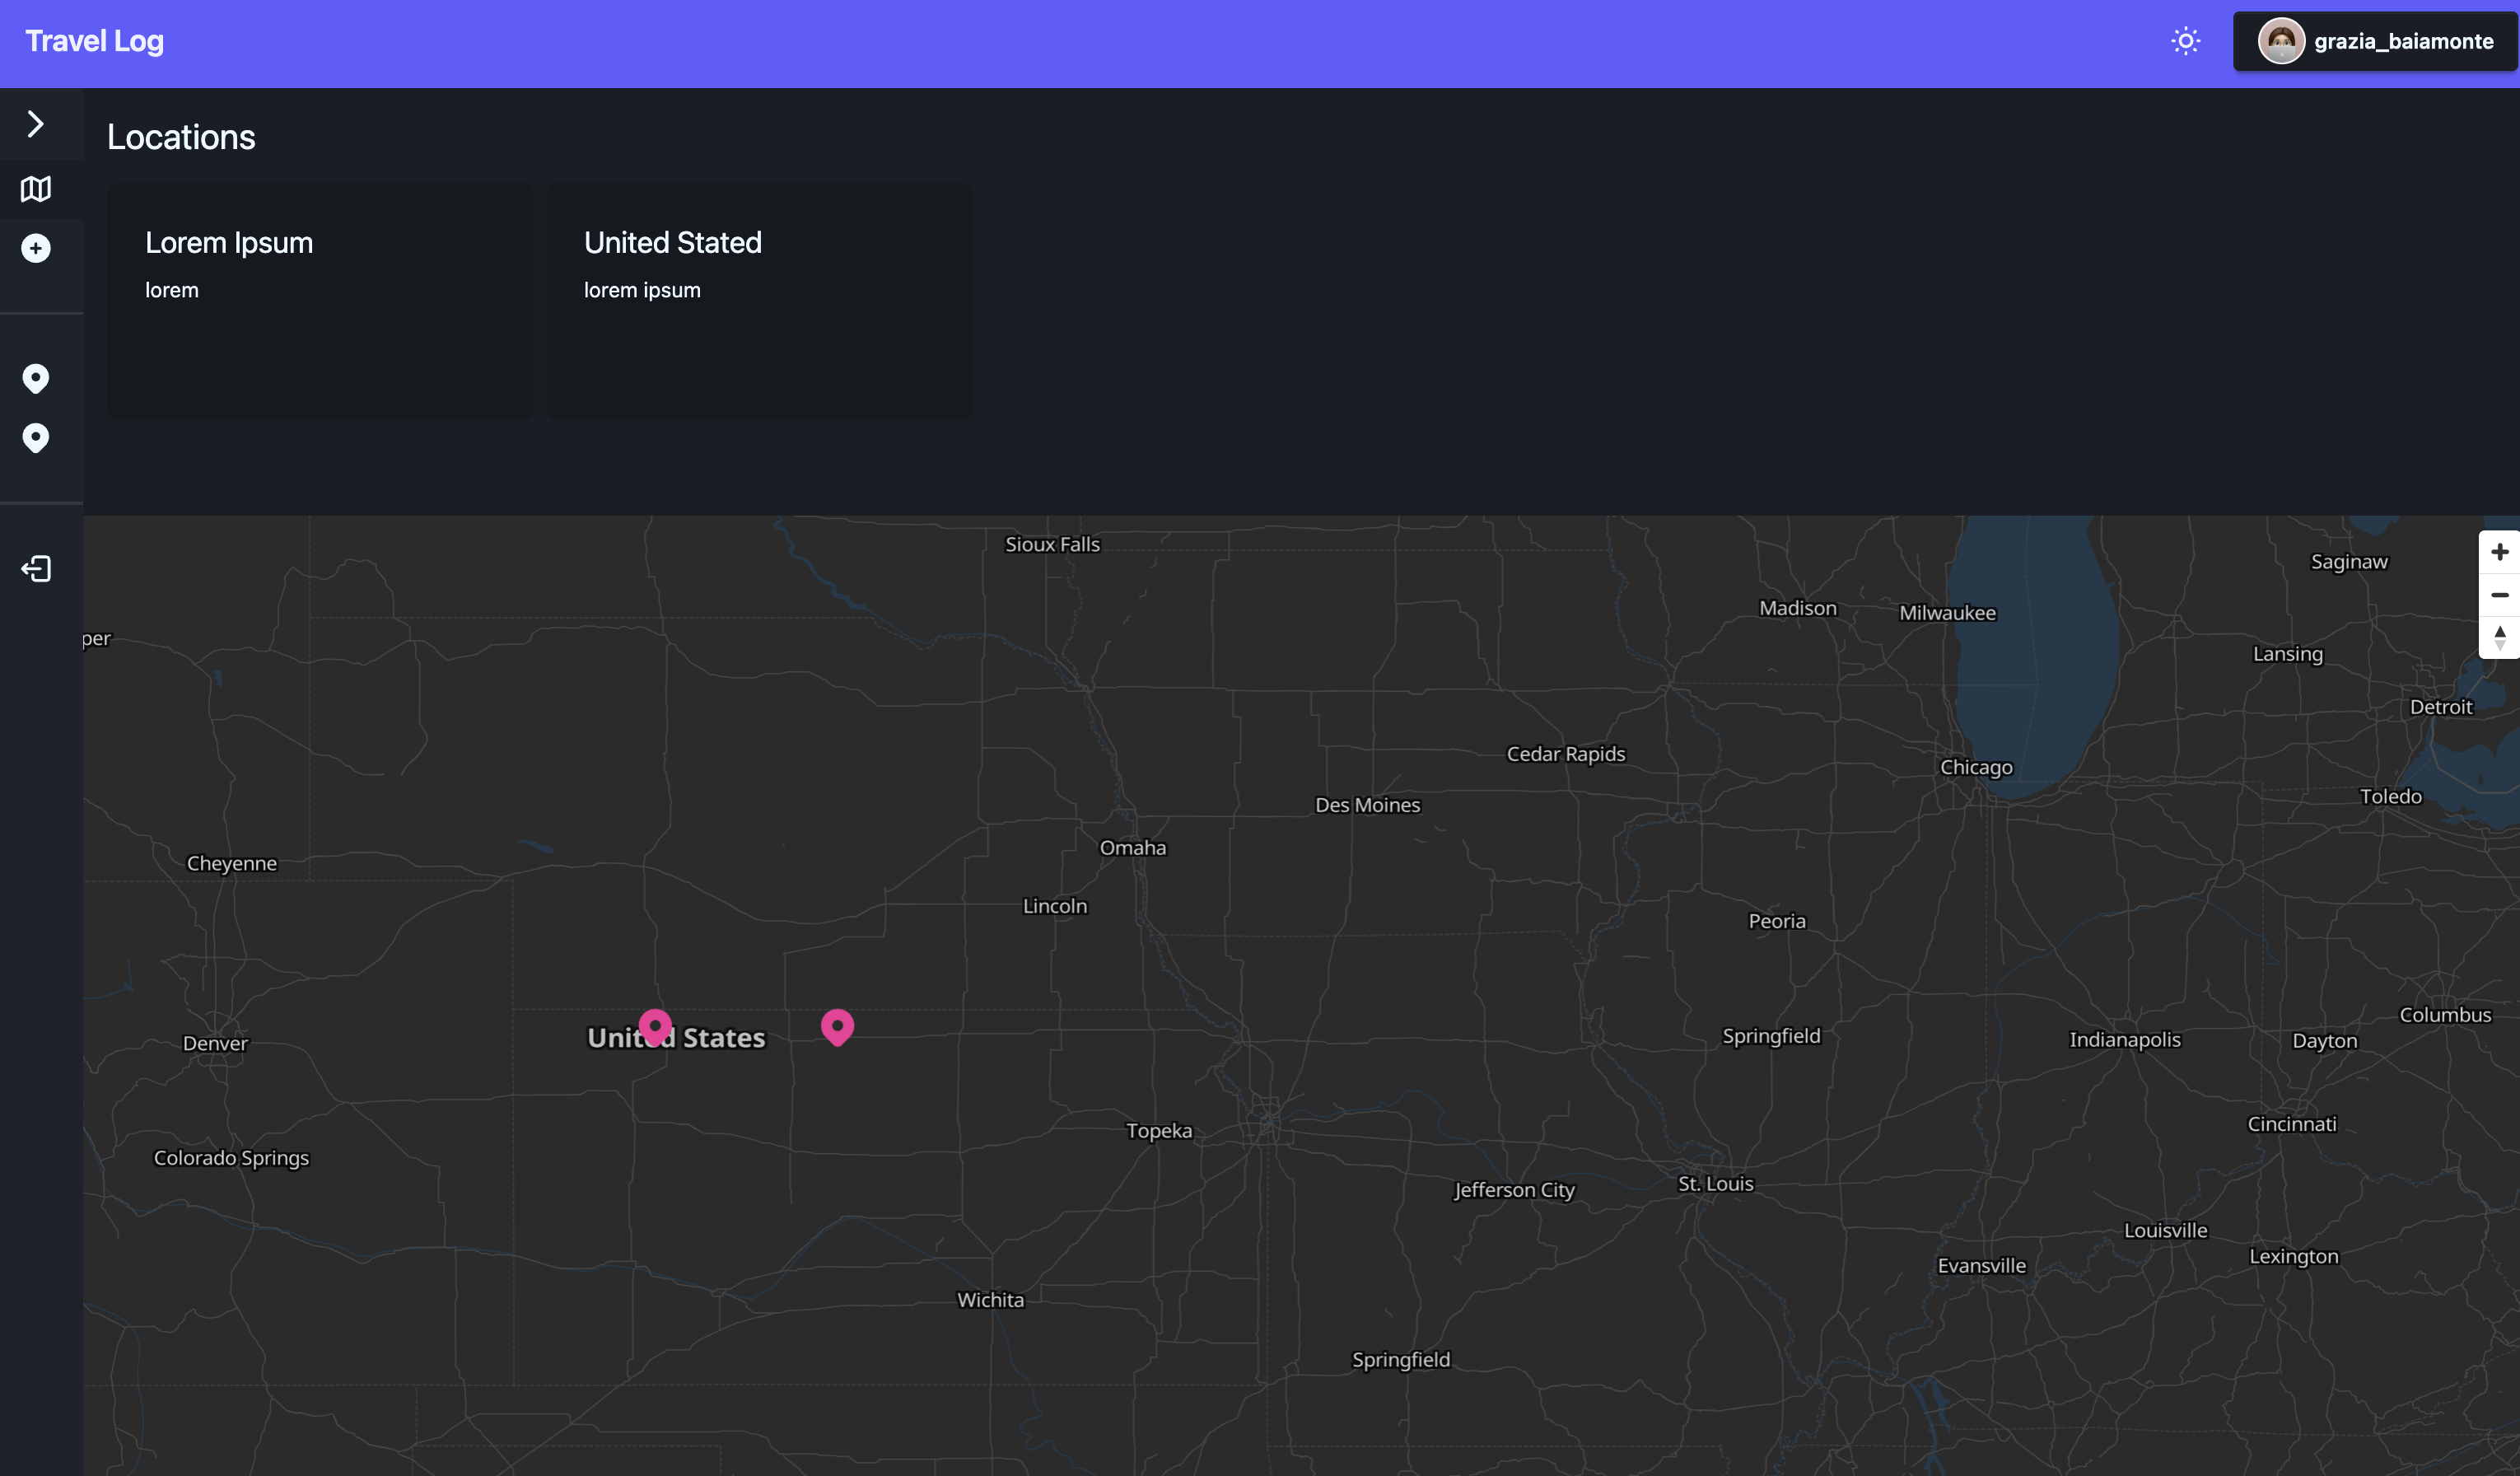 Travel Log
grazia_baiamonte
Locations
Lorem Ipsum
lorem
United Stated
lorem ipsum
Sioux Falls
Saginaw
Madison
Milwaukee
per
Lansing
Detroit
Cedar Rapids
Chicago
Toledo
Des Moines
Omaha
Cheyenne
Lincoln
Peoria
Columbus
United States
Springfield
Indianapolis
Dayton
Denver
Cincinnati
Topeka
Colorado Springs
Jefferson City
St. Louis
Louisville
Lexington
Evansville
Wichita
Springfield